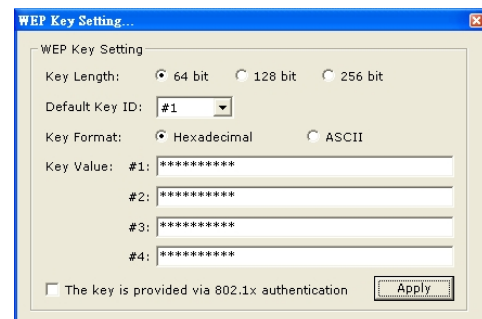 WEP Key Setting...
WEP Key Setting
Key Length: 64 bit 128 bit 256 bit
Default Key ID: #1
Key Format: Hexadecimal ASCII
Key Value: #1: **********
#2: **********
#3: **********
#4: **********
The key is provided via 802.1x authentication Apply